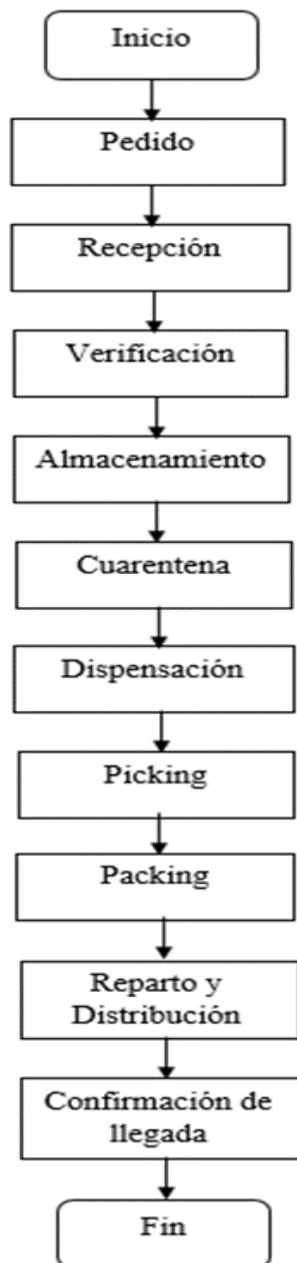 Inicio
Pedido
Recepción
Verificación
Almacenamiento
Cuarentena
Dispensación
Picking
Packing
Reparto y
Distribución
Confirmación de
llegada
Fin